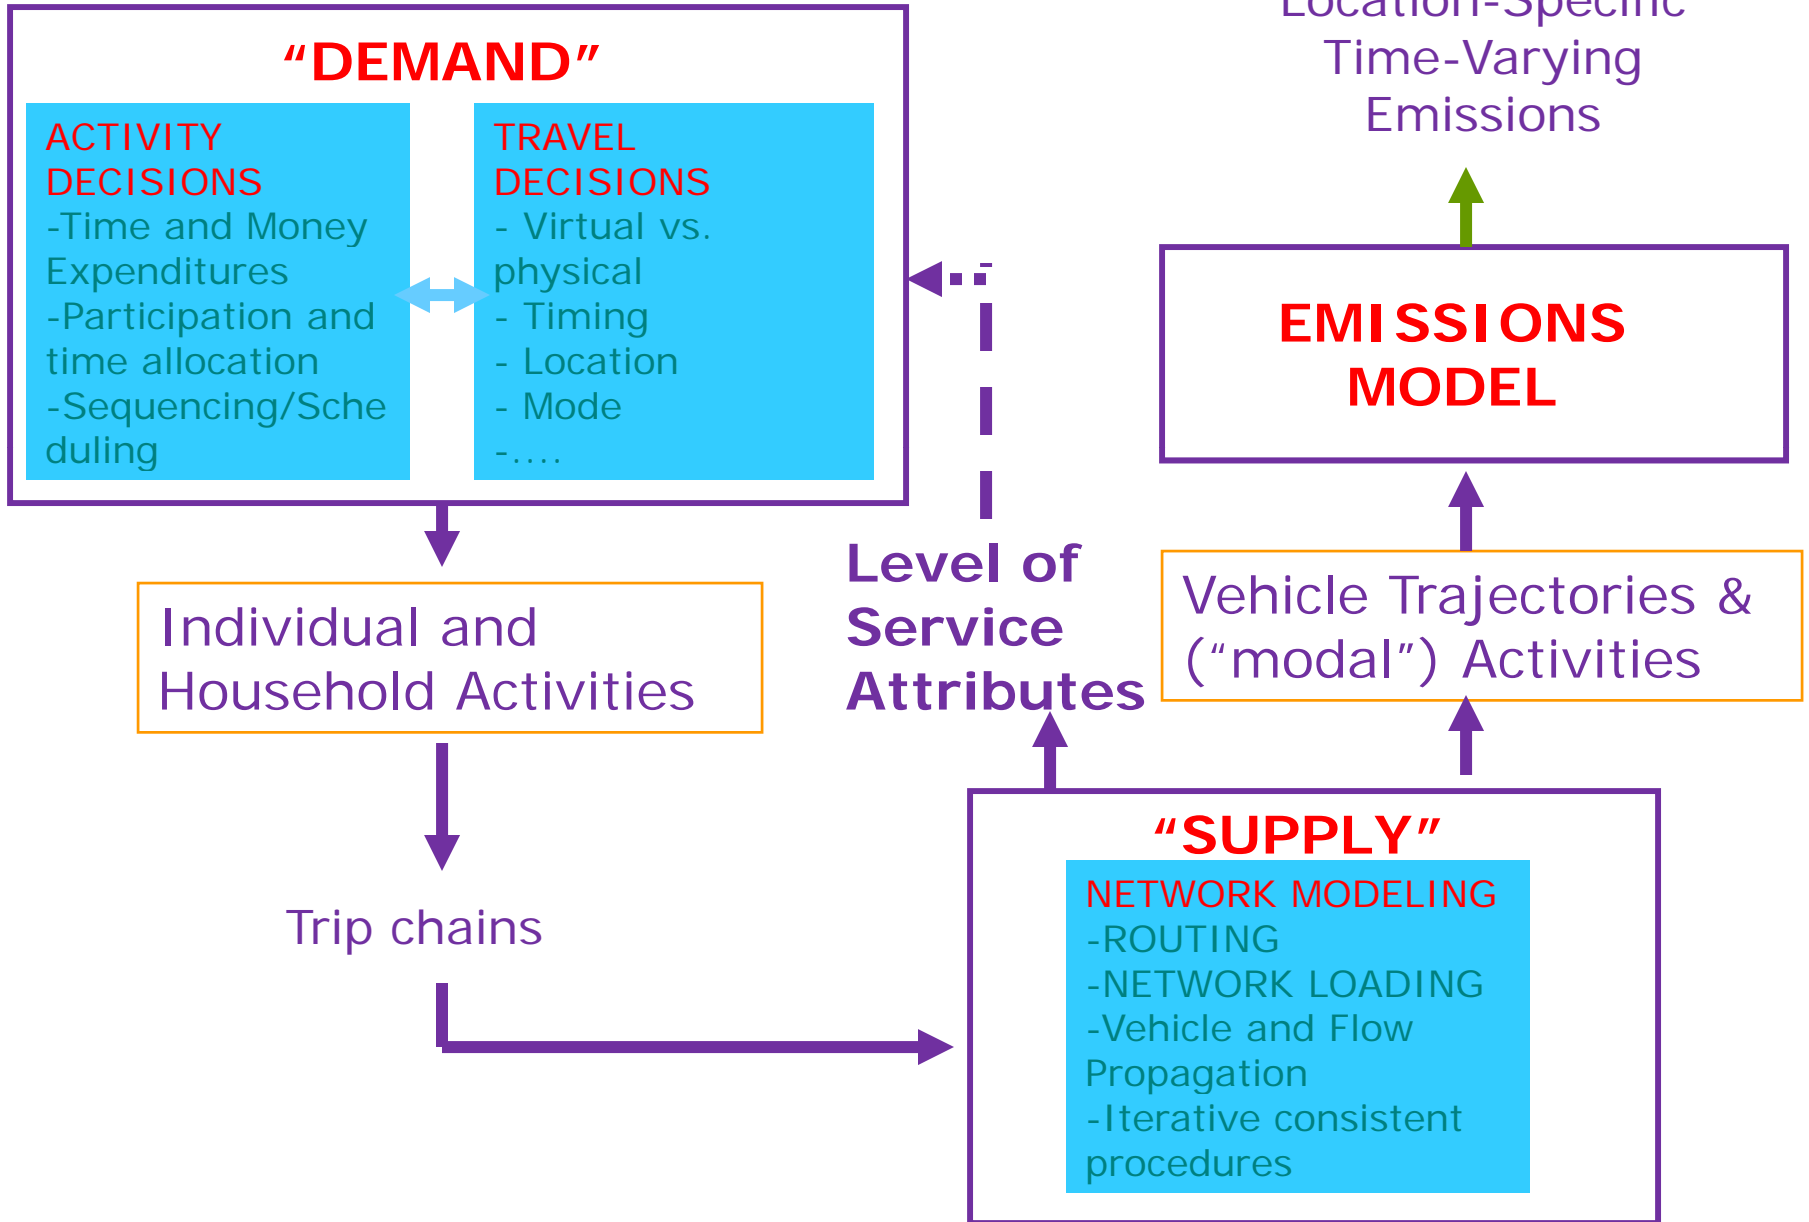 “DEMAND”
ACTIVITY
DECISIONS
-Time and Money
Expenditures
-Participation and
time allocation
-Sequencing/Sche
duling
TRAVEL
DECISIONS
- Virtual vs.
physical
- Timing
- Location
- Mode
-....
Location-Specific
Time-Varying
Emissions
EMISSIONS
MODEL
Individual and
Household Activities
Level of
Service
Attributes
Vehicle Trajectories &
(“modal”) Activities
Trip chains
“SUPPLY”
NETWORK MODELING
-ROUTING
-NETWORK LOADING
-Vehicle and Flow
Propagation
-Iterative consistent
procedures